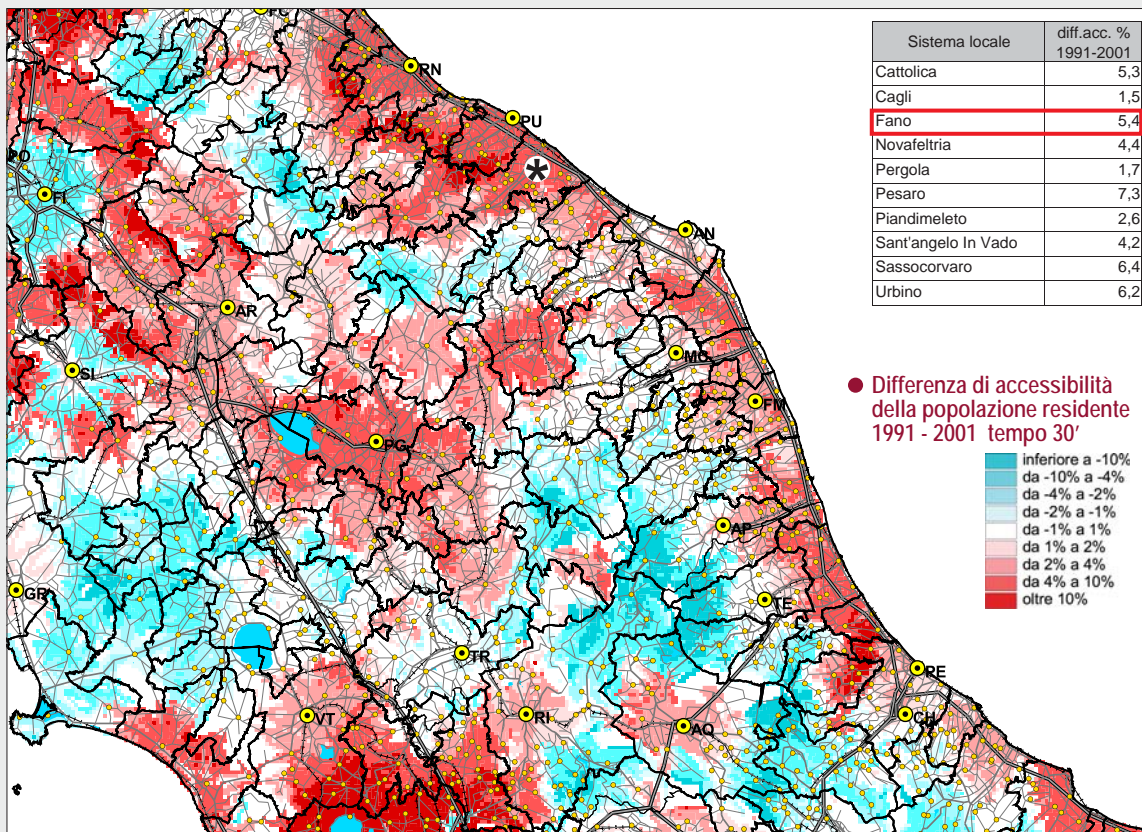 Sistema locale diff.acc. % 1991-2001
Cattolica 5,3
Cagli 1,5
Fano 5,4
Novafeltria 4,4
Pergola 1,7
Pesaro 7,3
Piandimeleto 2,6
Sant'angelo In Vado 4,2
Sassocorvaro 6,4
Urbino 6,2
Differenza di accessibilità
della popolazione residente
1991 - 2001 tempo 30'
inferiore a -10%
da -10% a -4%
da -4% a -2%
da -2% a -1%
da -1% a 1%
da 1% a 2%
da 2% a 4%
da 4% a 10%
oltre 10%
RN
PU
*
FI
AN
AR
MC
SI
FM
PG
AP
GR
TE
TR
PE
VT
RI
AQ
CH